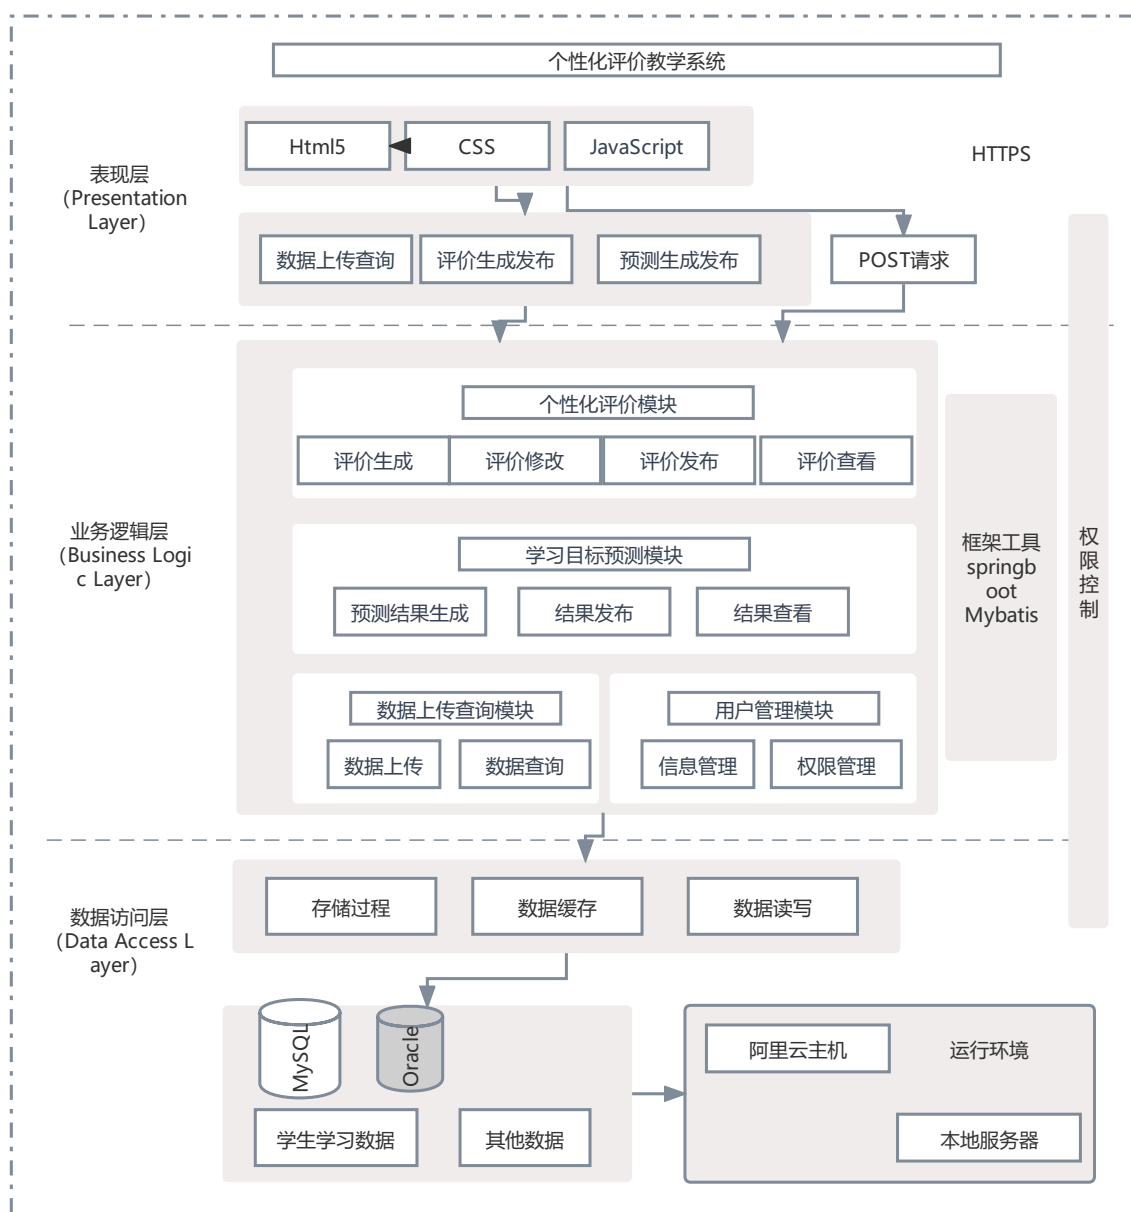 个性化评价教学系统
Html5
CSS
JavaScript
HTTPS
表现层
（Presentation
Layer）
数据上传查询
评价生成发布
预测生成发布
POST请求
个性化评价模块
评价生成
评价修改
评价发布
评价查看
业务逻辑层
（Business Logi
c Layer）
学习目标预测模块
预测结果生成
结果发布
结果查看
框架工具
springb
oot
Mybatis
权
限
控
制
数据上传查询模块
数据上传
数据查询
用户管理模块
信息管理
权限管理
数据访问层
（Data Access L
ayer）
存储过程
数据缓存
数据读写
MySQL
Oracle
学生学习数据
其他数据
阿里云主机
运行环境
本地服务器